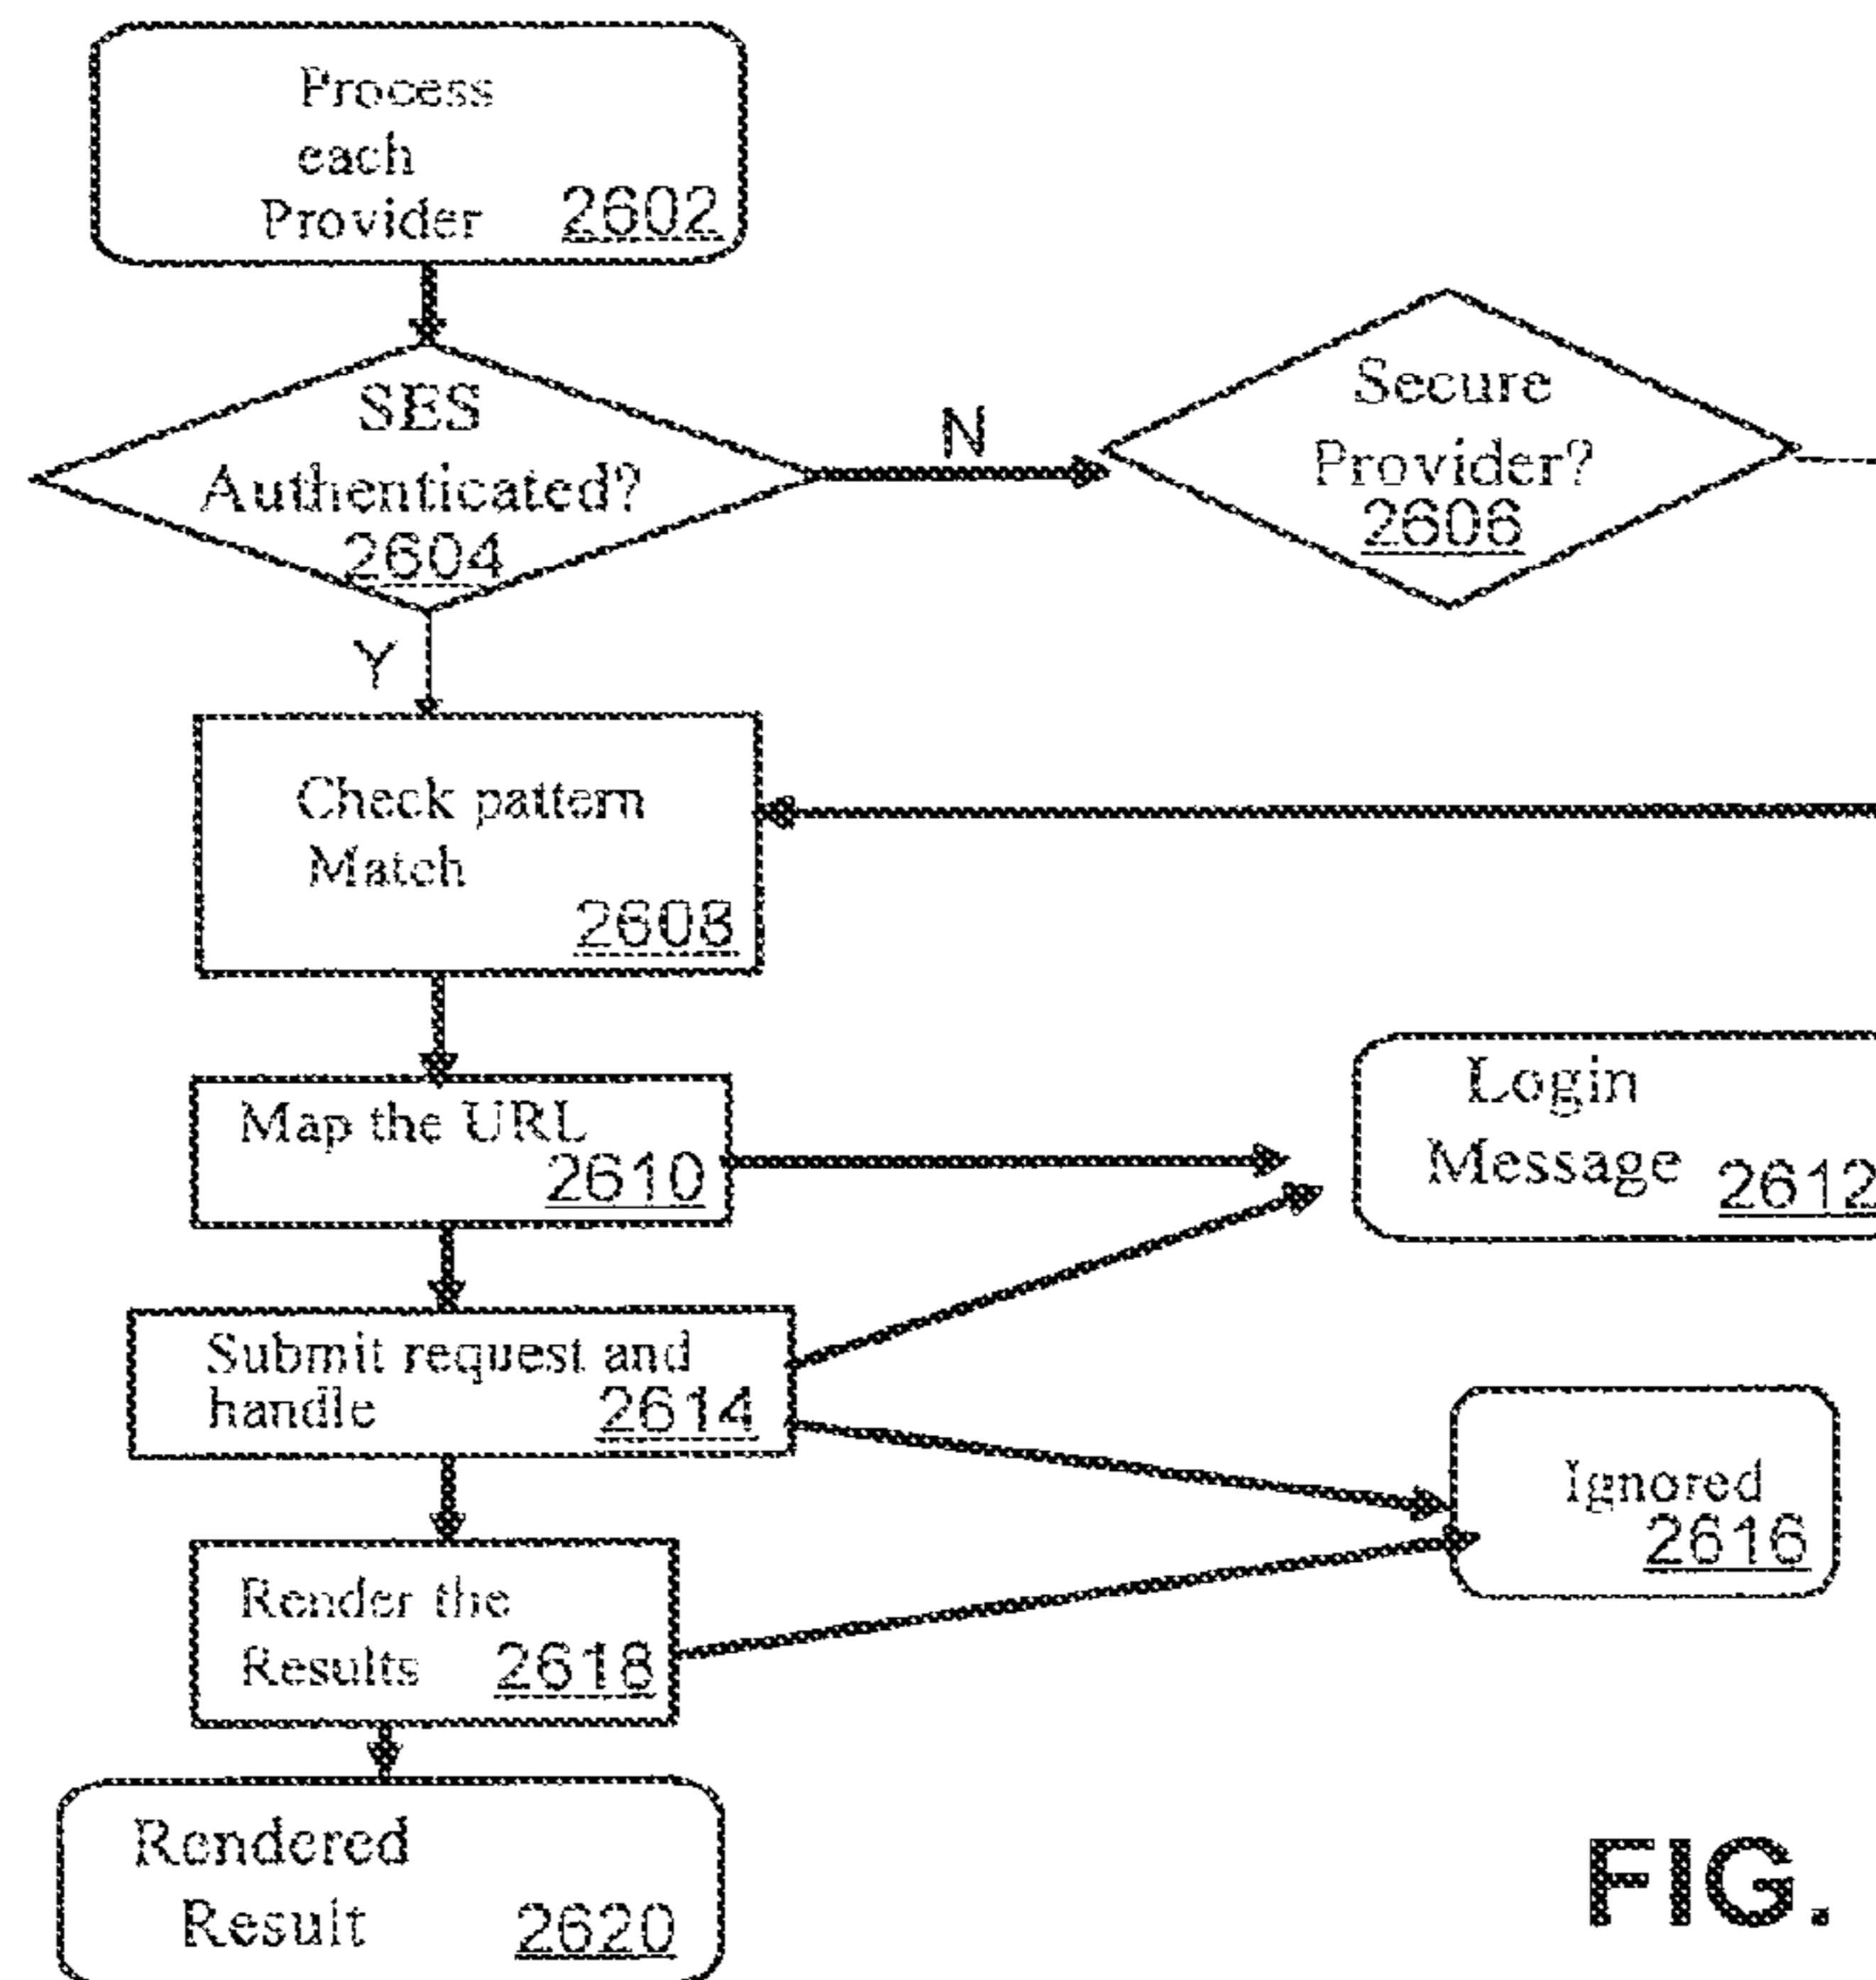 Process
each
Provider 2602
SES
Authenticated?
2604
N
Secure
Provider?
2606
Y
Check pattern
Match
2608
Map the URL
2610
Login
Message 2612
Submit request and
handle 2614
Ignored
2616
Render the
Results 2618
Rendered
Result 2620
FIG.